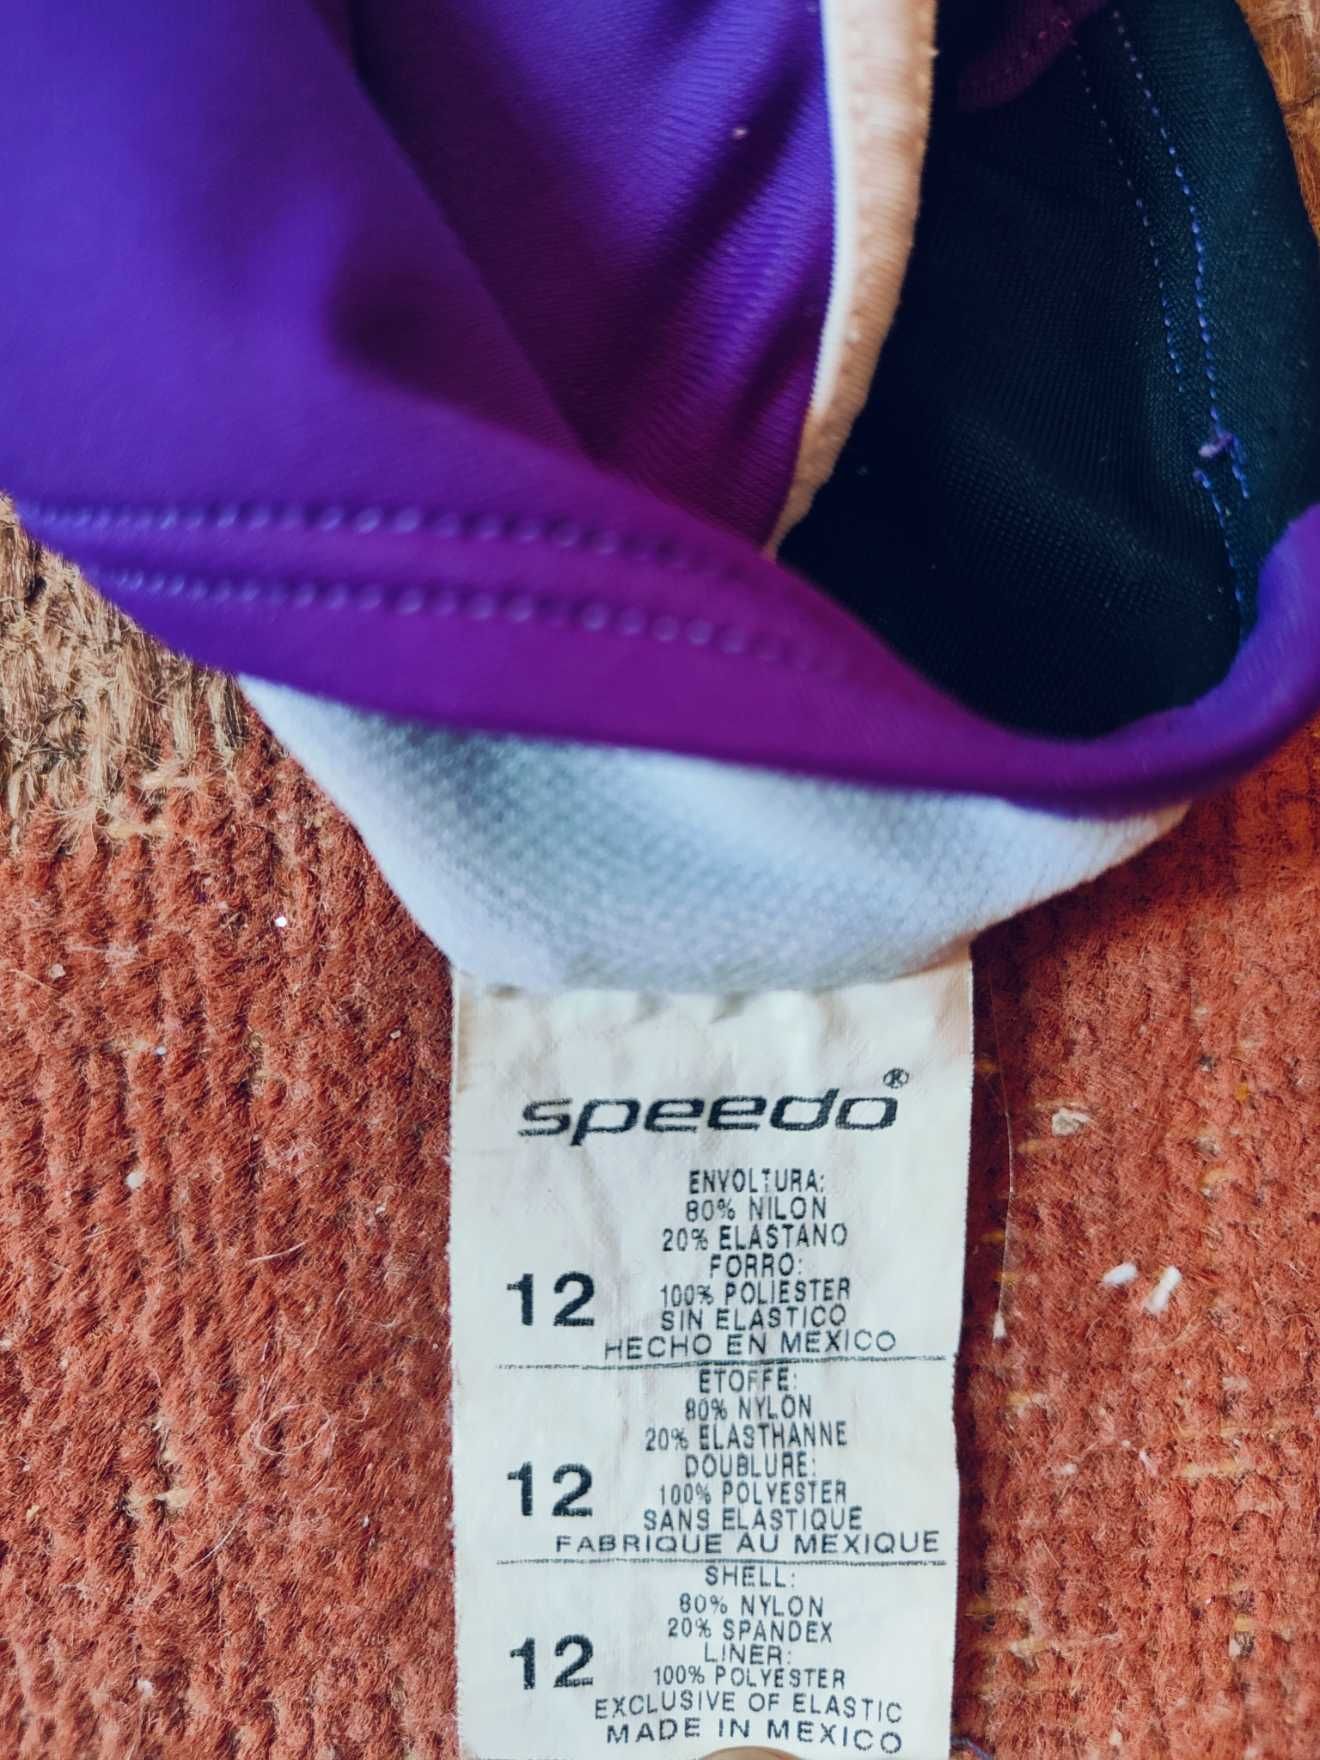 speedo®
ENVOLTURA:
80% NILON
20% ELASTANO
FORRO:
12 100% POLIESTER
SIN ELASTICO
HECHO EN MEXICO
ETOFFE:
80% NYLON
20% ELASTHANNE
DOUBLURE:
12 100% POLYESTER
SANS ELASTIQUE
FABRIQUE AU MEXIQUE
SHELL:
80% NYLON
20% SPANDEX
LINER:
12 100% POLYESTER
EXCLUSIVE OF ELASTIC
MADE IN MEXICO